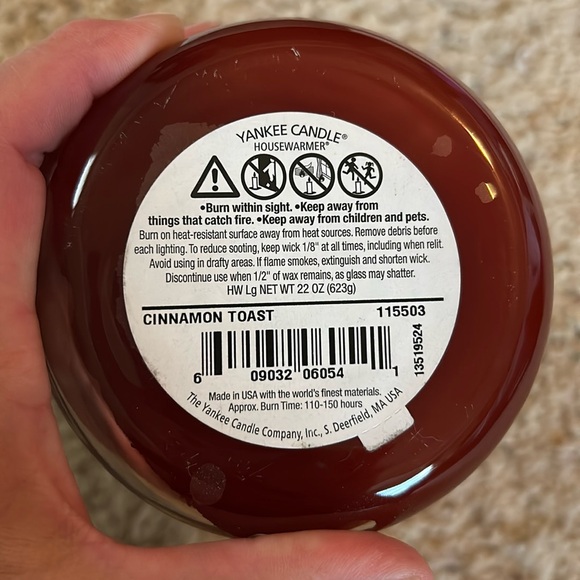 YANKEE CANDLE®
HOUSEWARMER®
•Burn within sight. •Keep away from
things that catch fire. •Keep away from children and pets.
Burn on heat-resistant surface away from heat sources. Remove debris before
each lighting. To reduce sooting, keep wick 1/8" at all times, including when relit.
Avoid using in drafty areas. If flame smokes, extinguish and shorten wick.
Discontinue use when 1/2" of wax remains, as glass may shatter.
HW Lg NET WT 22 OZ (623g)
CINNAMON TOAST 115503
6 09032 06054 1
13519524
Made in USA with the world's finest materials.
Approx. Burn Time: 110-150 hours
The Yankee Candle Company, Inc., S. Deerfield, MA USA